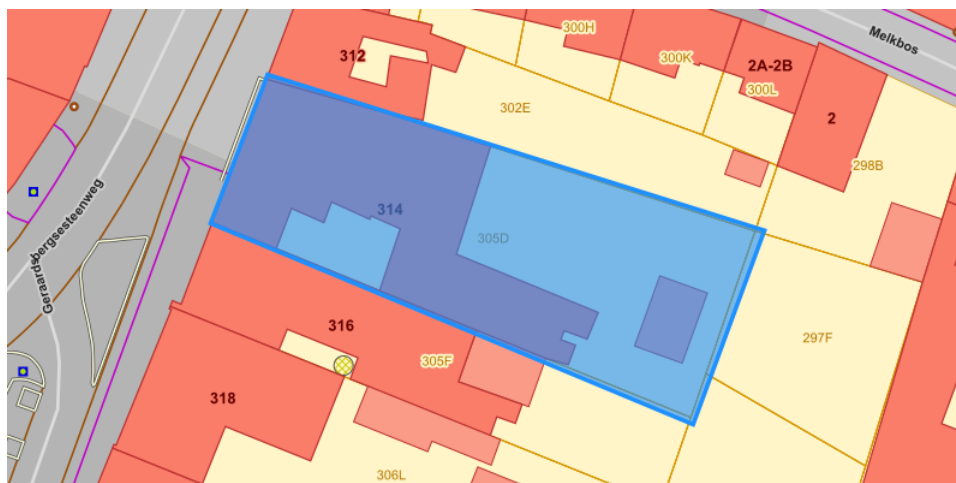 300H
Melkbos
312
300K
2A-2B
300L
302E
2
298B
Geraardsbergsesteenweg
314
305D
316
297F
305F
318
306L